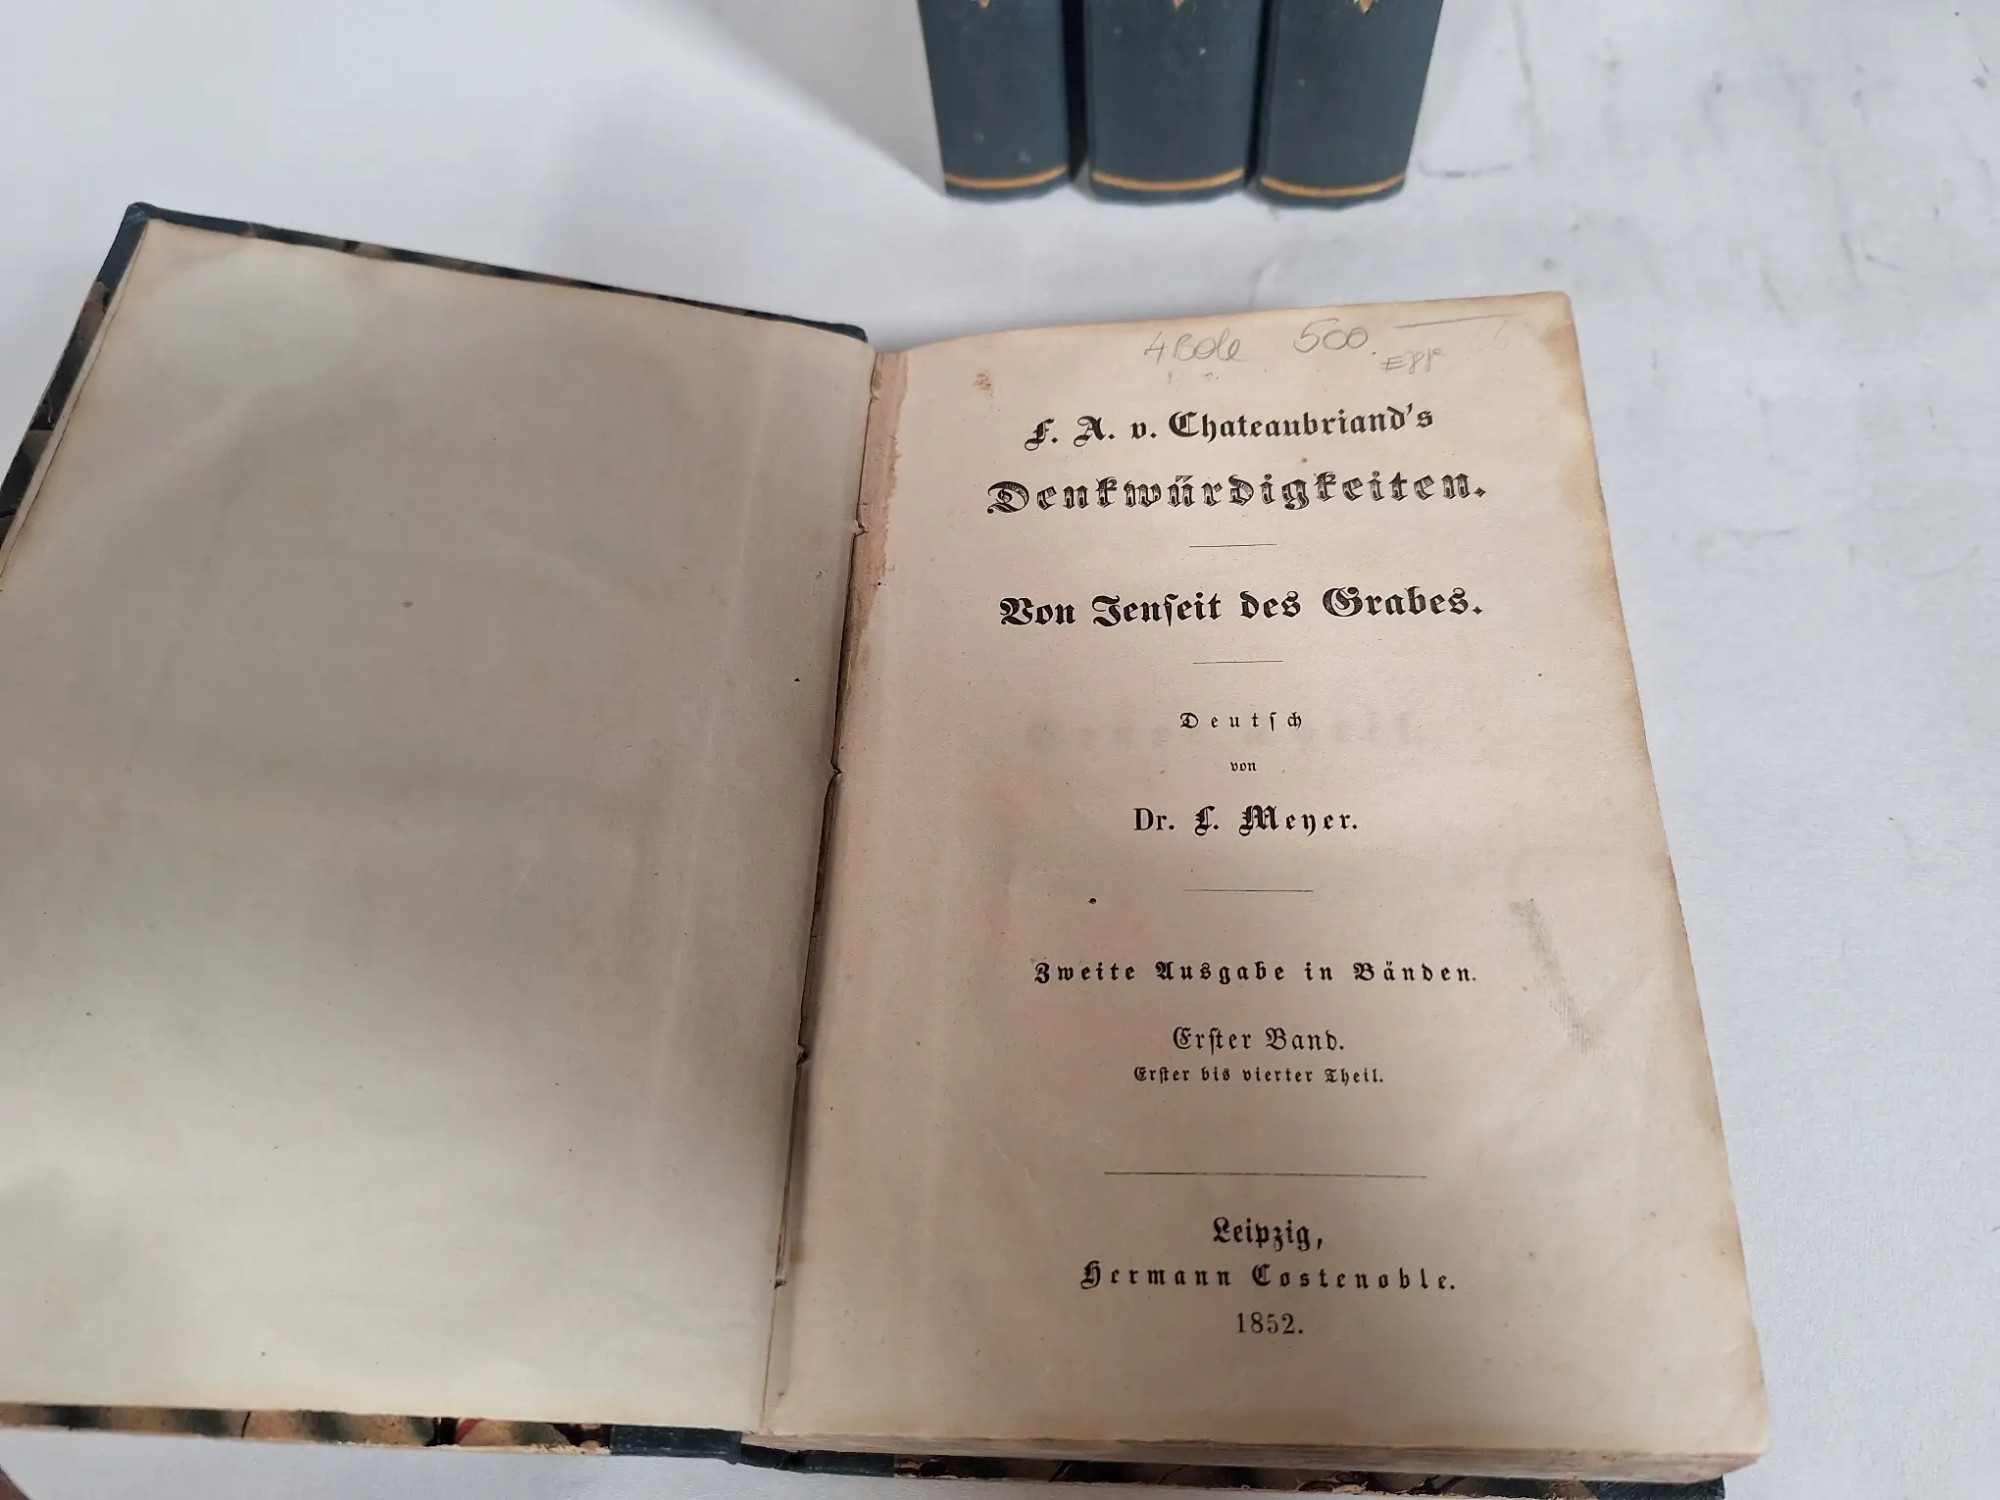 4 Bde 500.
F. A. v. Chateaubriand's
Denkwürdigkeiten.
Von Jenſeit des Grabes.
Deutſch
von
Dr. L. Meyer.
Zweite Ausgabe in Bänden.
Erſter Band.
Erſter bis vierter Theil.
Leipzig,
Hermann Costenoble.
1852.